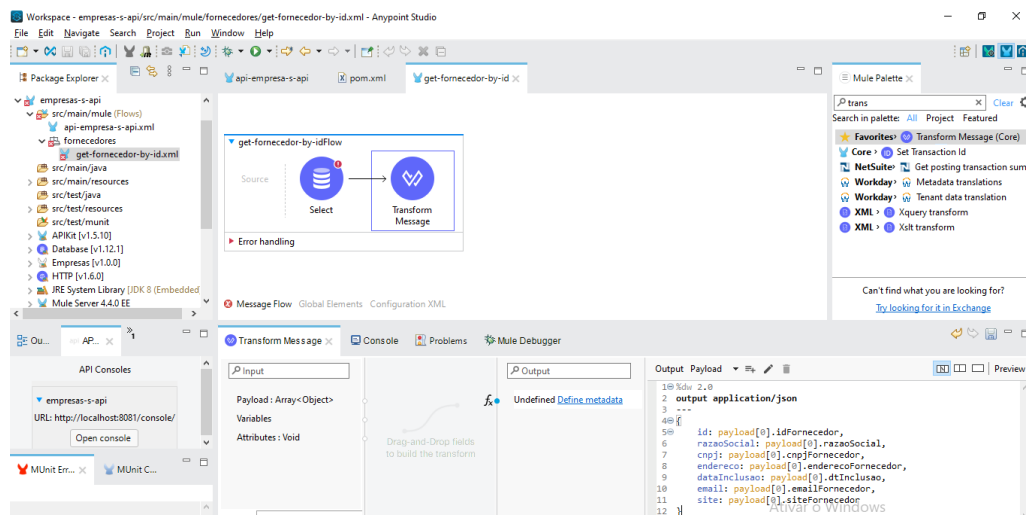 Workspace - empresas-s-api/src/main/mule/fornecedores/get-fornecedor-by-id.xml - Anypoint Studio
File Edit Navigate Search Project Run Window Help
Package Explorer
empresas-s-api
src/main/mule (Flows)
api-empresa-s-api.xml
fornecedores
get-fornecedor-by-id.xml
src/main/java
src/main/resources
src/test/java
src/test/resources
src/test/munit
APIKit [v1.5.10]
Database [v1.12.1]
Empresas [v1.0.0]
HTTP [v1.6.0]
JRE System Library [JDK 8 (Embedded)
Mule Server 4.4.0 EE
api-empresa-s-api
pom.xml
get-fornecedor-by-id
get-fornecedor-by-idFlow
Source
Select
Transform
Message
Error handling
Message Flow Global Elements Configuration XML
Mule Palette
trans
Clear
Search in palette: All Project Featured
Favorites> Transform Message (Core)
Core > Set Transaction Id
NetSuite> Get posting transaction sum
Workday> Metadata translations
Workday> Tenant data translation
XML > Xquery transform
XML > Xslt transform
Can't find what you are looking for?
Try looking for it in Exchange
Ou...
AP...
1
API Consoles
empresas-s-api
URL: http://localhost:8081/console/
Open console
MUnit Err...
MUnit C...
Transform Message
Console
Problems
Mule Debugger
Input
Payload : Array<Object>
Variables
Attributes : Void
Drag-and-Drop fields
to build the transform
Output
fx
Undefined Define metadata
Output Payload
Preview
1 %dw 2.0
2 output application/json
3 ---
4 {
5 id: payload[0].idFornecedor,
6 razaoSocial: payload[0].razaoSocial,
7 cnpj: payload[0].cnpjFornecedor,
8 endereco: payload[0].enderecoFornecedor,
9 dataInclusao: payload[0].dtInclusao,
10 email: payload[0].emailFornecedor,
11 site: payload[0].siteFornecedor
12 }
Ativar o Windows